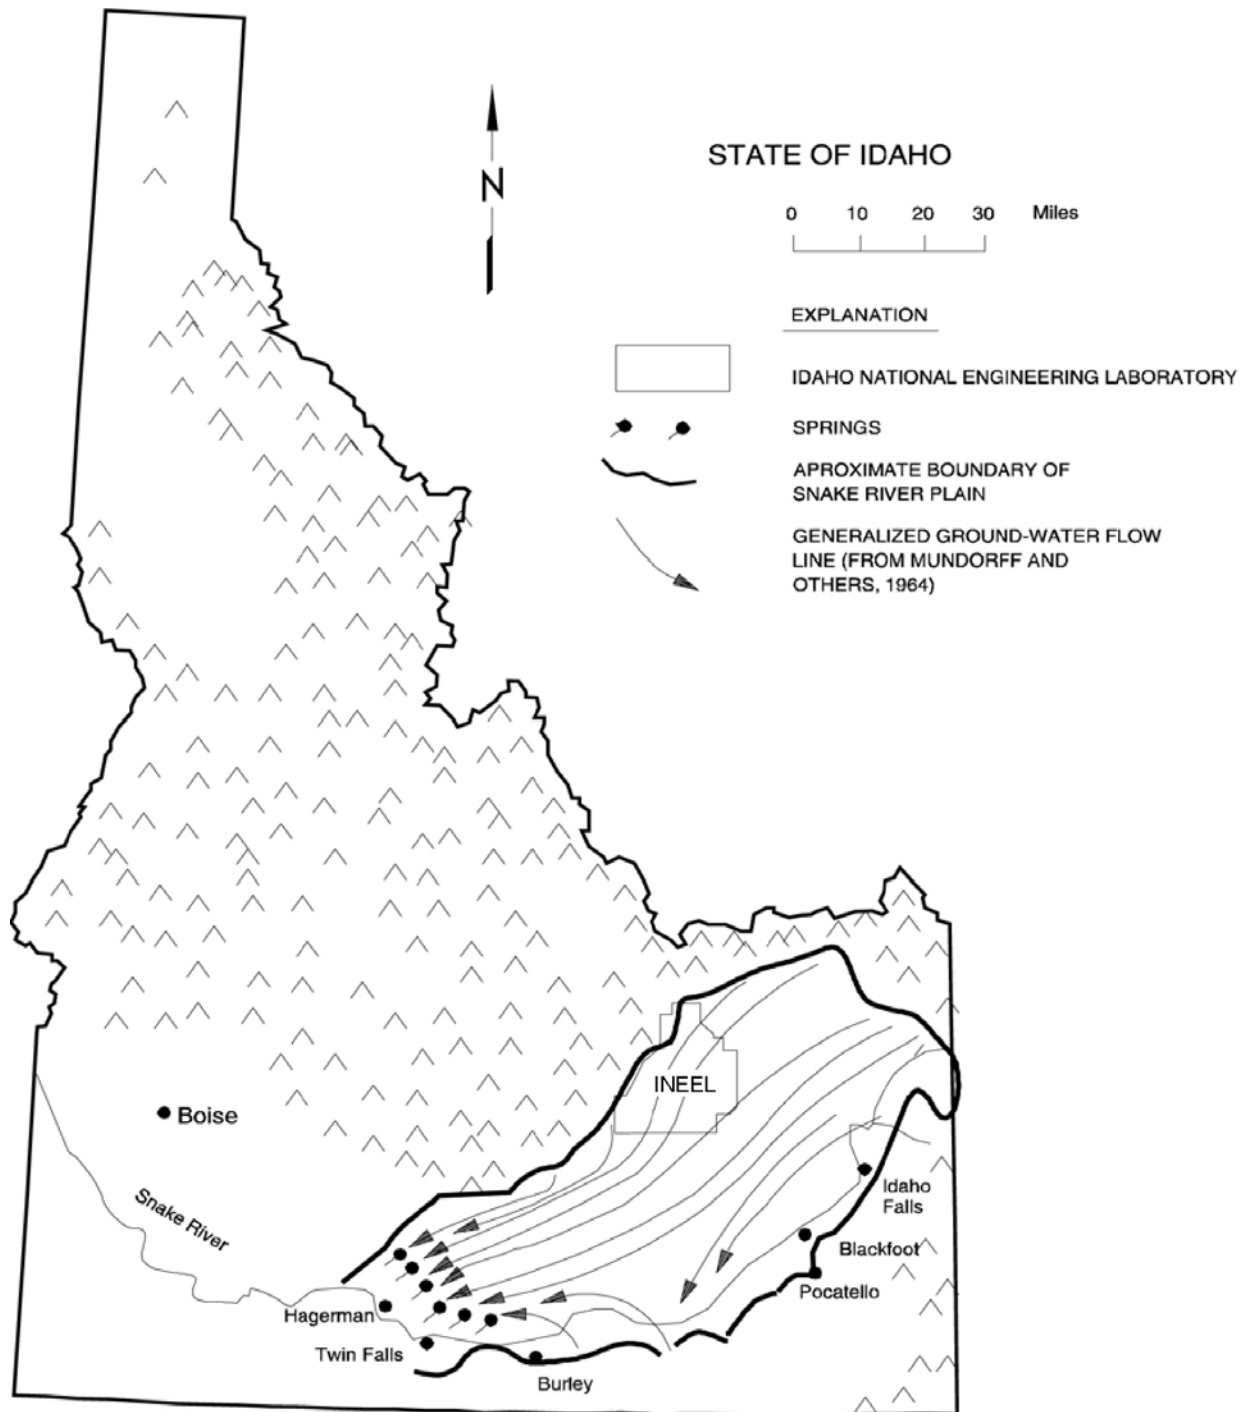 N
STATE OF IDAHO
0 10 20 30 Miles
EXPLANATION
IDAHO NATIONAL ENGINEERING LABORATORY
SPRINGS
APROXIMATE BOUNDARY OF
SNAKE RIVER PLAIN
GENERALIZED GROUND-WATER FLOW
LINE (FROM MUNDORFF AND
OTHERS, 1964)
INEEL
Boise
Snake River
Idaho
Falls
Blackfoot
Pocatello
Hagerman
Twin Falls
Burley